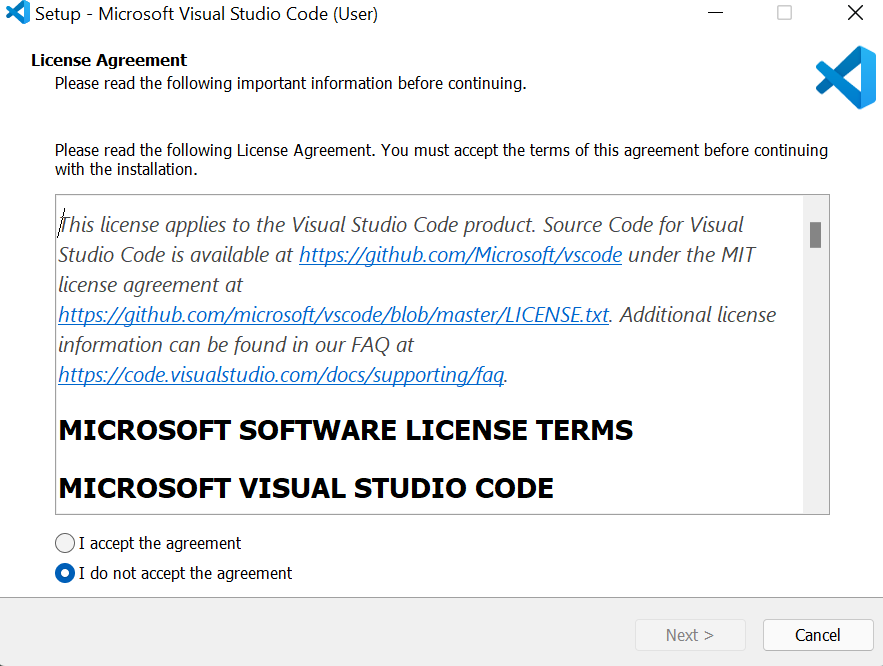 Setup - Microsoft Visual Studio Code (User)
License Agreement
Please read the following important information before continuing.
Please read the following License Agreement. You must accept the terms of this agreement before continuing
with the installation.
This license applies to the Visual Studio Code product. Source Code for Visual
Studio Code is available at https://github.com/Microsoft/vscode under the MIT
license agreement at
https://github.com/microsoft/vscode/blob/master/LICENSE.txt. Additional license
information can be found in our FAQ at
https://code.visualstudio.com/docs/supporting/faq.
MICROSOFT SOFTWARE LICENSE TERMS
MICROSOFT VISUAL STUDIO CODE
I accept the agreement
I do not accept the agreement
Next >
Cancel